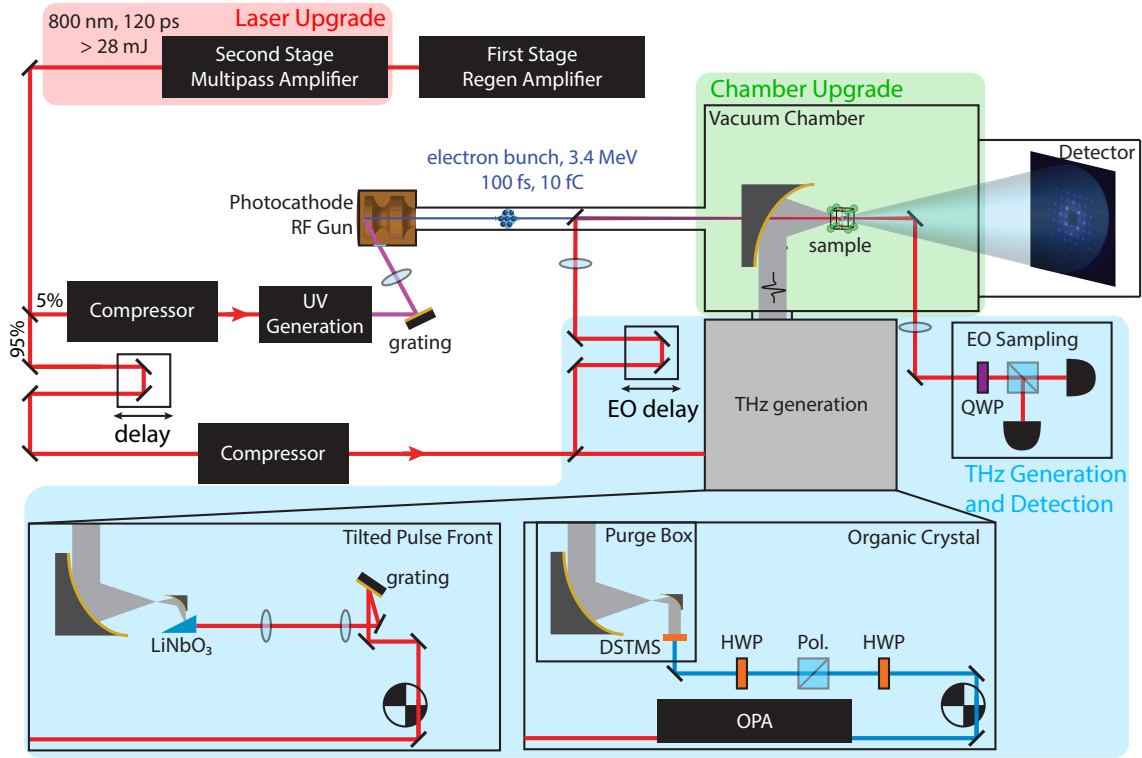 800 nm, 120 ps
> 28 mJ
Laser Upgrade
Second Stage
Multipass Amplifier
First Stage
Regen Amplifier
Chamber Upgrade
Vacuum Chamber
Detector
electron bunch, 3.4 MeV
100 fs, 10 fC
Photocathode
RF Gun
sample
5%
95%
Compressor
UV
Generation
grating
delay
EO delay
THz generation
EO Sampling
QWP
Compressor
THz Generation
and Detection
Tilted Pulse Front
grating
LiNbO₃
Purge Box
Organic Crystal
DSTMS
HWP
Pol.
HWP
OPA